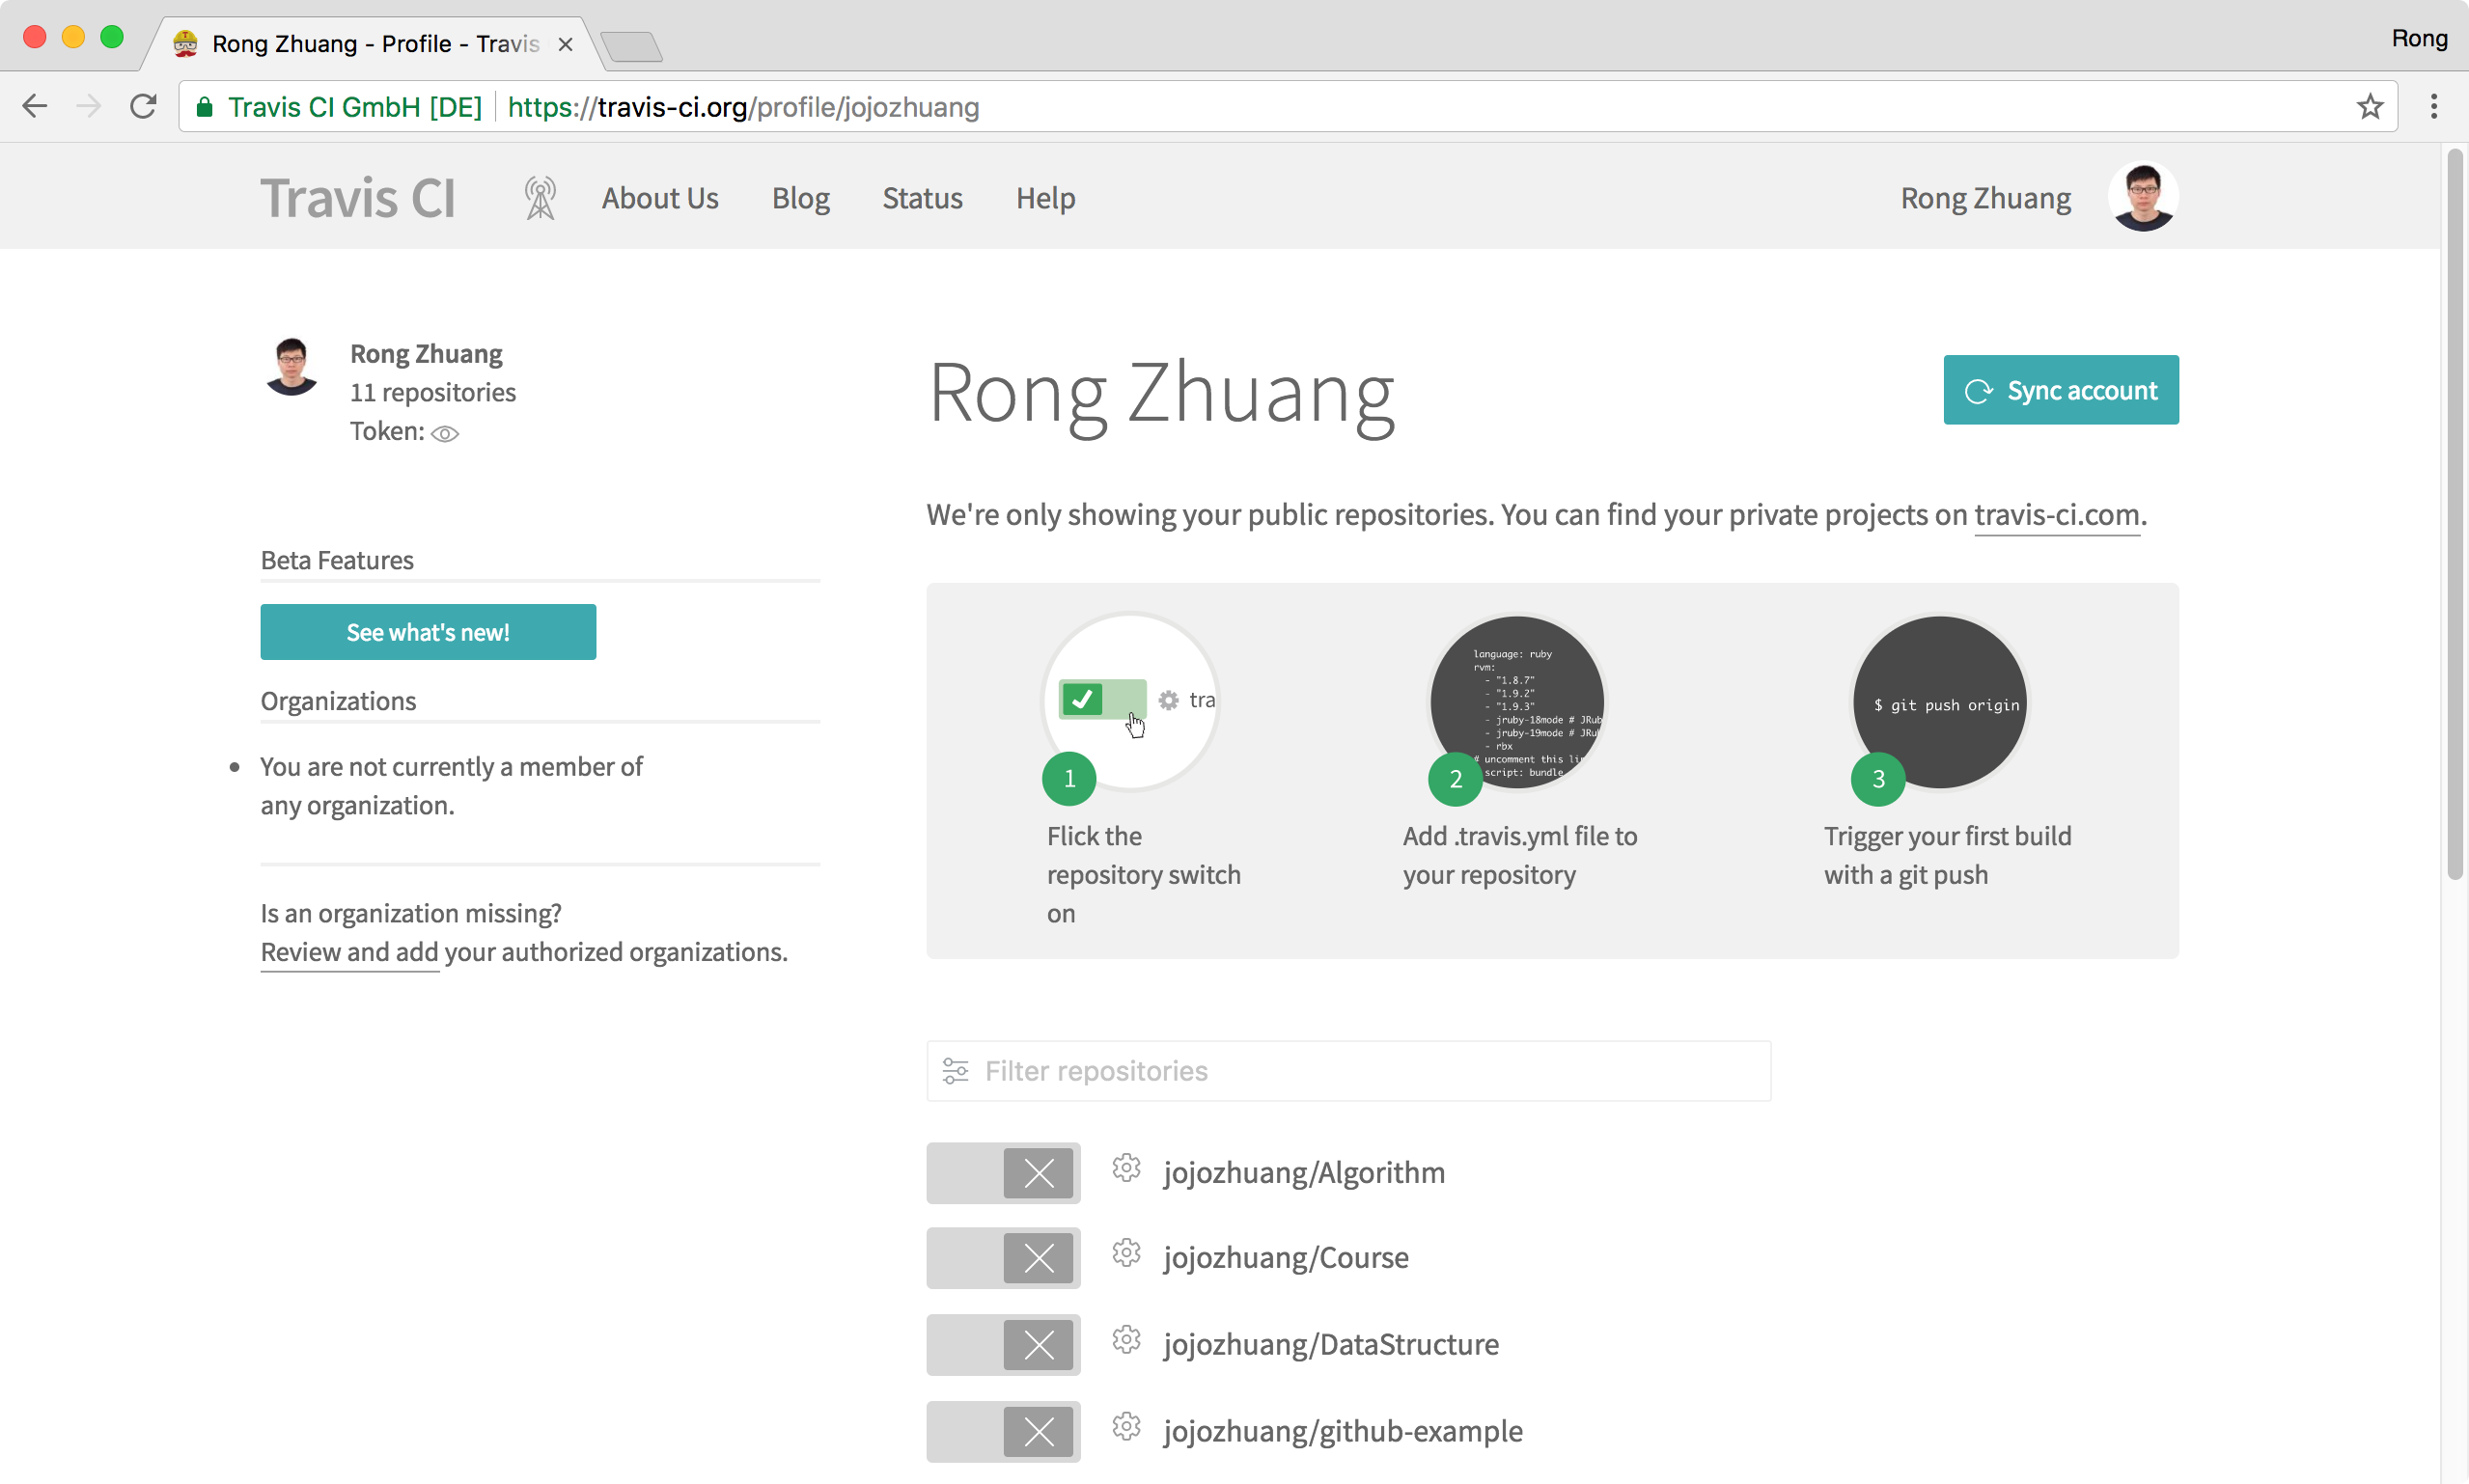 Rong Zhuang - Profile - Travis
Rong
Travis CI GmbH [DE] https://travis-ci.org/profile/jojozhuang
Travis CI About Us Blog Status Help Rong Zhuang
Rong Zhuang
11 repositories
Token:
Beta Features
See what's new!
Organizations
You are not currently a member of
any organization.
Is an organization missing?
Review and add your authorized organizations.
Rong Zhuang
Sync account
We're only showing your public repositories. You can find your private projects on travis-ci.com.
tra
1
Flick the
repository switch
on
language: ruby
rvm:
- "1.8.7"
- "1.9.2"
- "1.9.3"
- jruby-18mode # JRub
- jruby-19mode # JRub
- rbx
# uncomment this li
script: bundle
2
Add .travis.yml file to
your repository
$ git push origin
3
Trigger your first build
with a git push
Filter repositories
jojozhuang/Algorithm
jojozhuang/Course
jojozhuang/DataStructure
jojozhuang/github-example